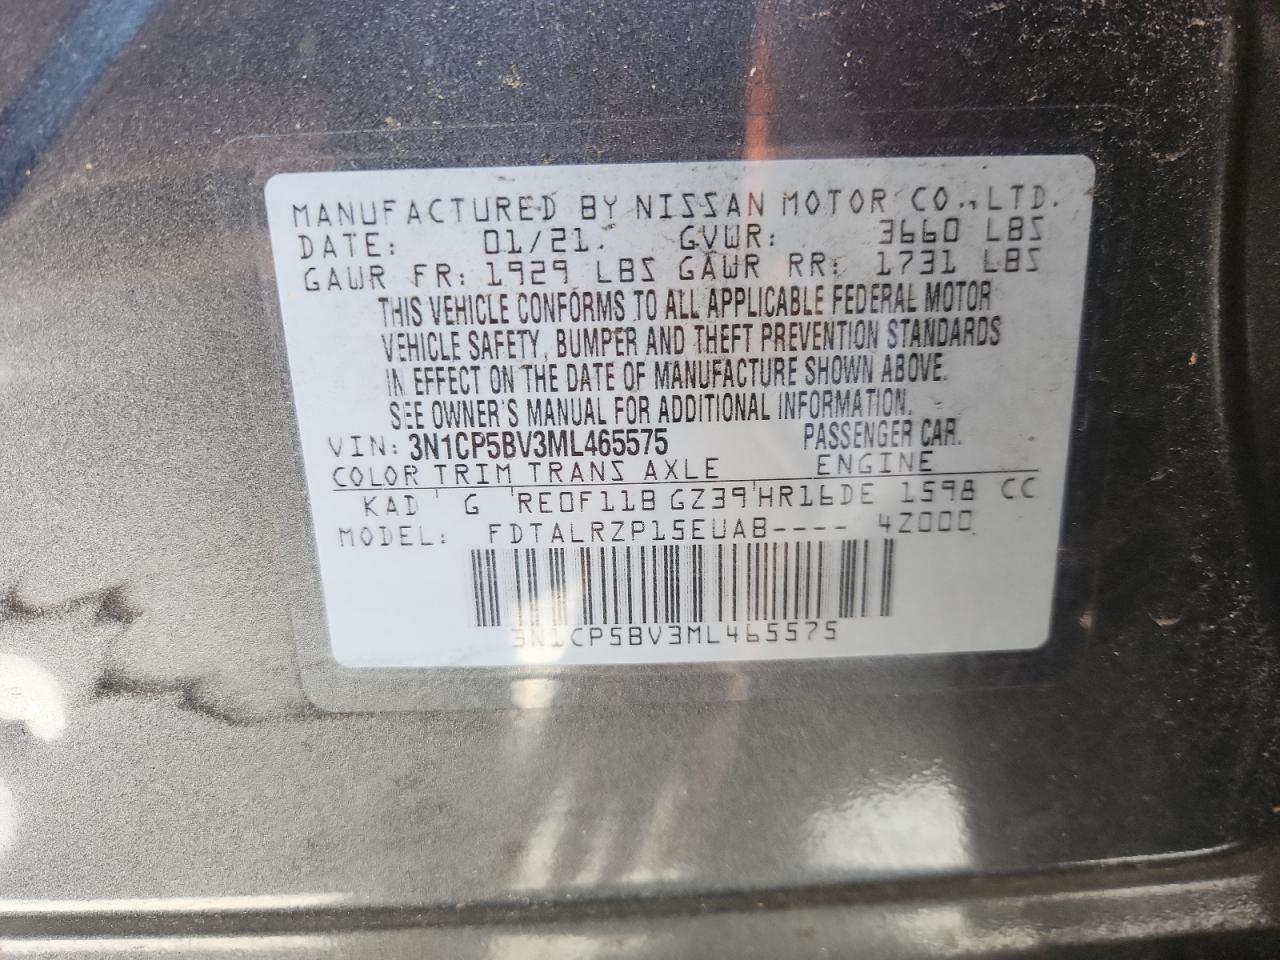 MANUFACTURED BY NISSAN MOTOR CO., LTD.
DATE: 01/21. GVWR: 3660 LBS
GAWR FR: 1929 LBS GAWR RR: 1731 LBS
THIS VEHICLE CONFORMS TO ALL APPLICABLE FEDERAL MOTOR
VEHICLE SAFETY, BUMPER AND THEFT PREVENTION STANDARDS
IN EFFECT ON THE DATE OF MANUFACTURE SHOWN ABOVE.
SEE OWNER'S MANUAL FOR ADDITIONAL INFORMATION.
VIN: 3N1CP5BV3ML465575 PASSENGER CAR.
COLOR TRIM TRANS AXLE ENGINE
KAD G RE0F11B GZ39 HR16DE 1598 CC
MODEL: FDTALRZP15EUAB---- 4Z000
3N1CP5BV3ML465575